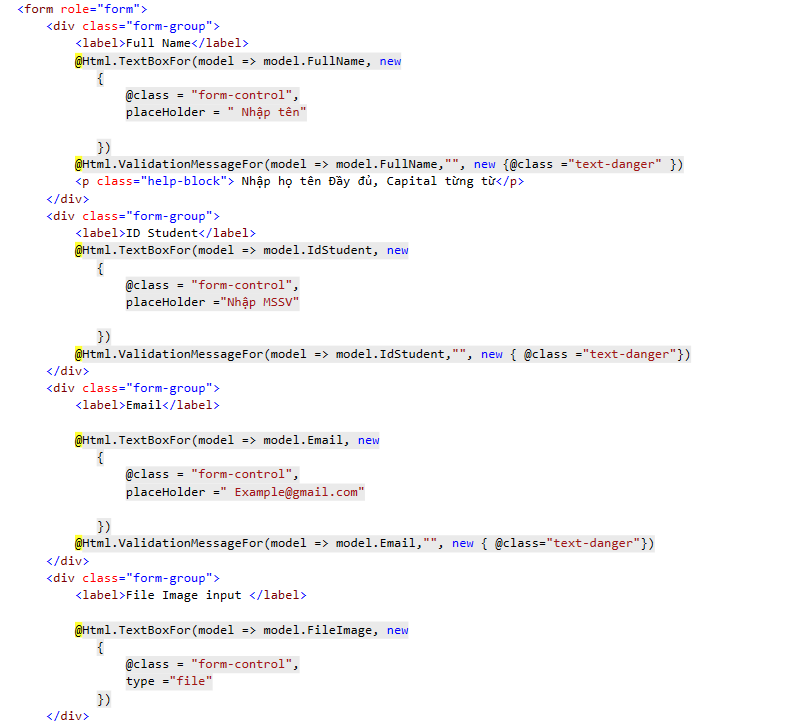 <form role="form">
<div class="form-group">
<label>Full Name</label>
@Html.TextBoxFor(model => model.FullName, new
{
@class = "form-control",
placeHolder = " Nhập tên"
})
@Html.ValidationMessageFor(model => model.FullName,"", new {@class ="text-danger" })
<p class="help-block"> Nhập họ tên Đầy đủ, Capital từng từ</p>
</div>
<div class="form-group">
<label>ID Student</label>
@Html.TextBoxFor(model => model.IdStudent, new
{
@class = "form-control",
placeHolder ="Nhập MSSV"
})
@Html.ValidationMessageFor(model => model.IdStudent,"", new { @class ="text-danger"})
</div>
<div class="form-group">
<label>Email</label>
@Html.TextBoxFor(model => model.Email, new
{
@class = "form-control",
placeHolder =" Example@gmail.com"
})
@Html.ValidationMessageFor(model => model.Email,"", new { @class="text-danger"})
</div>
<div class="form-group">
<label>File Image input </label>
@Html.TextBoxFor(model => model.FileImage, new
{
@class = "form-control",
type ="file"
})
</div>